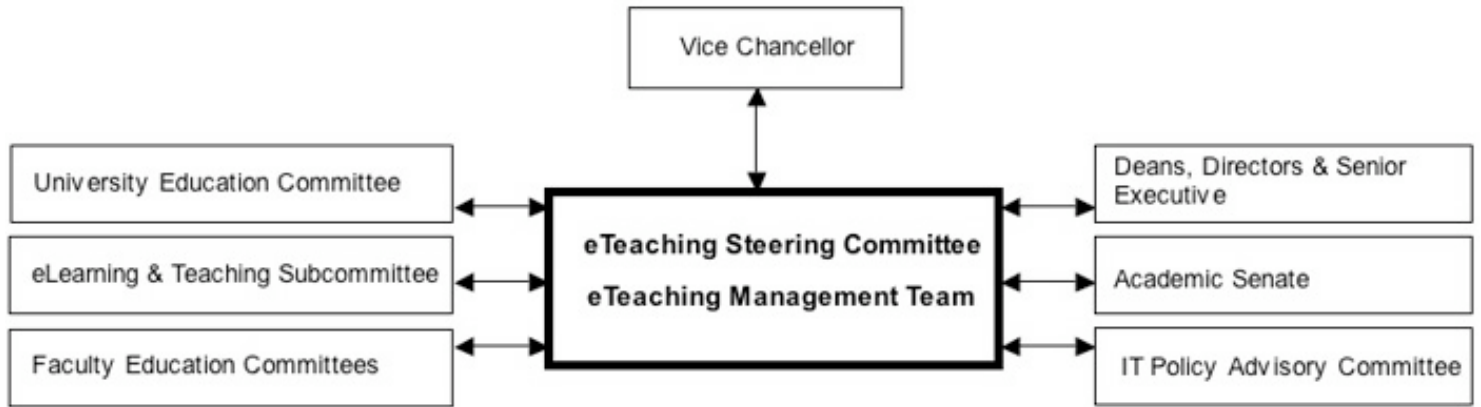 Vice Chancellor
University Education Committee
eLearning & Teaching Subcommittee
Faculty Education Committees
eTeaching Steering Committee
eTeaching Management Team
Deans, Directors & Senior
Executive
Academic Senate
IT Policy Advisory Committee